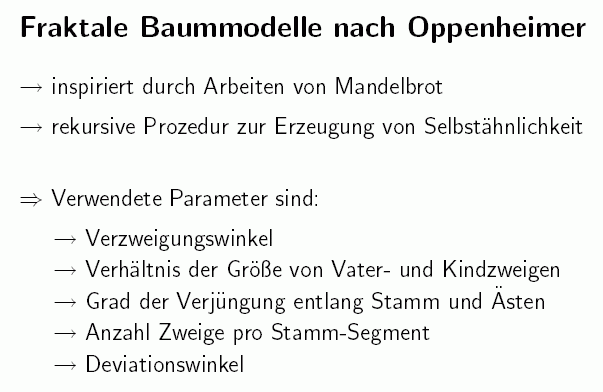 Fraktale Baummodelle nach Oppenheimer
→ inspiriert durch Arbeiten von Mandelbrot
→ rekursive Prozedur zur Erzeugung von Selbstähnlichkeit
⇒ Verwendete Parameter sind:
→ Verzweigungswinkel
→ Verhältnis der Größe von Vater- und Kindzweigen
→ Grad der Verjüngung entlang Stamm und Ästen
→ Anzahl Zweige pro Stamm-Segment
→ Deviationswinkel